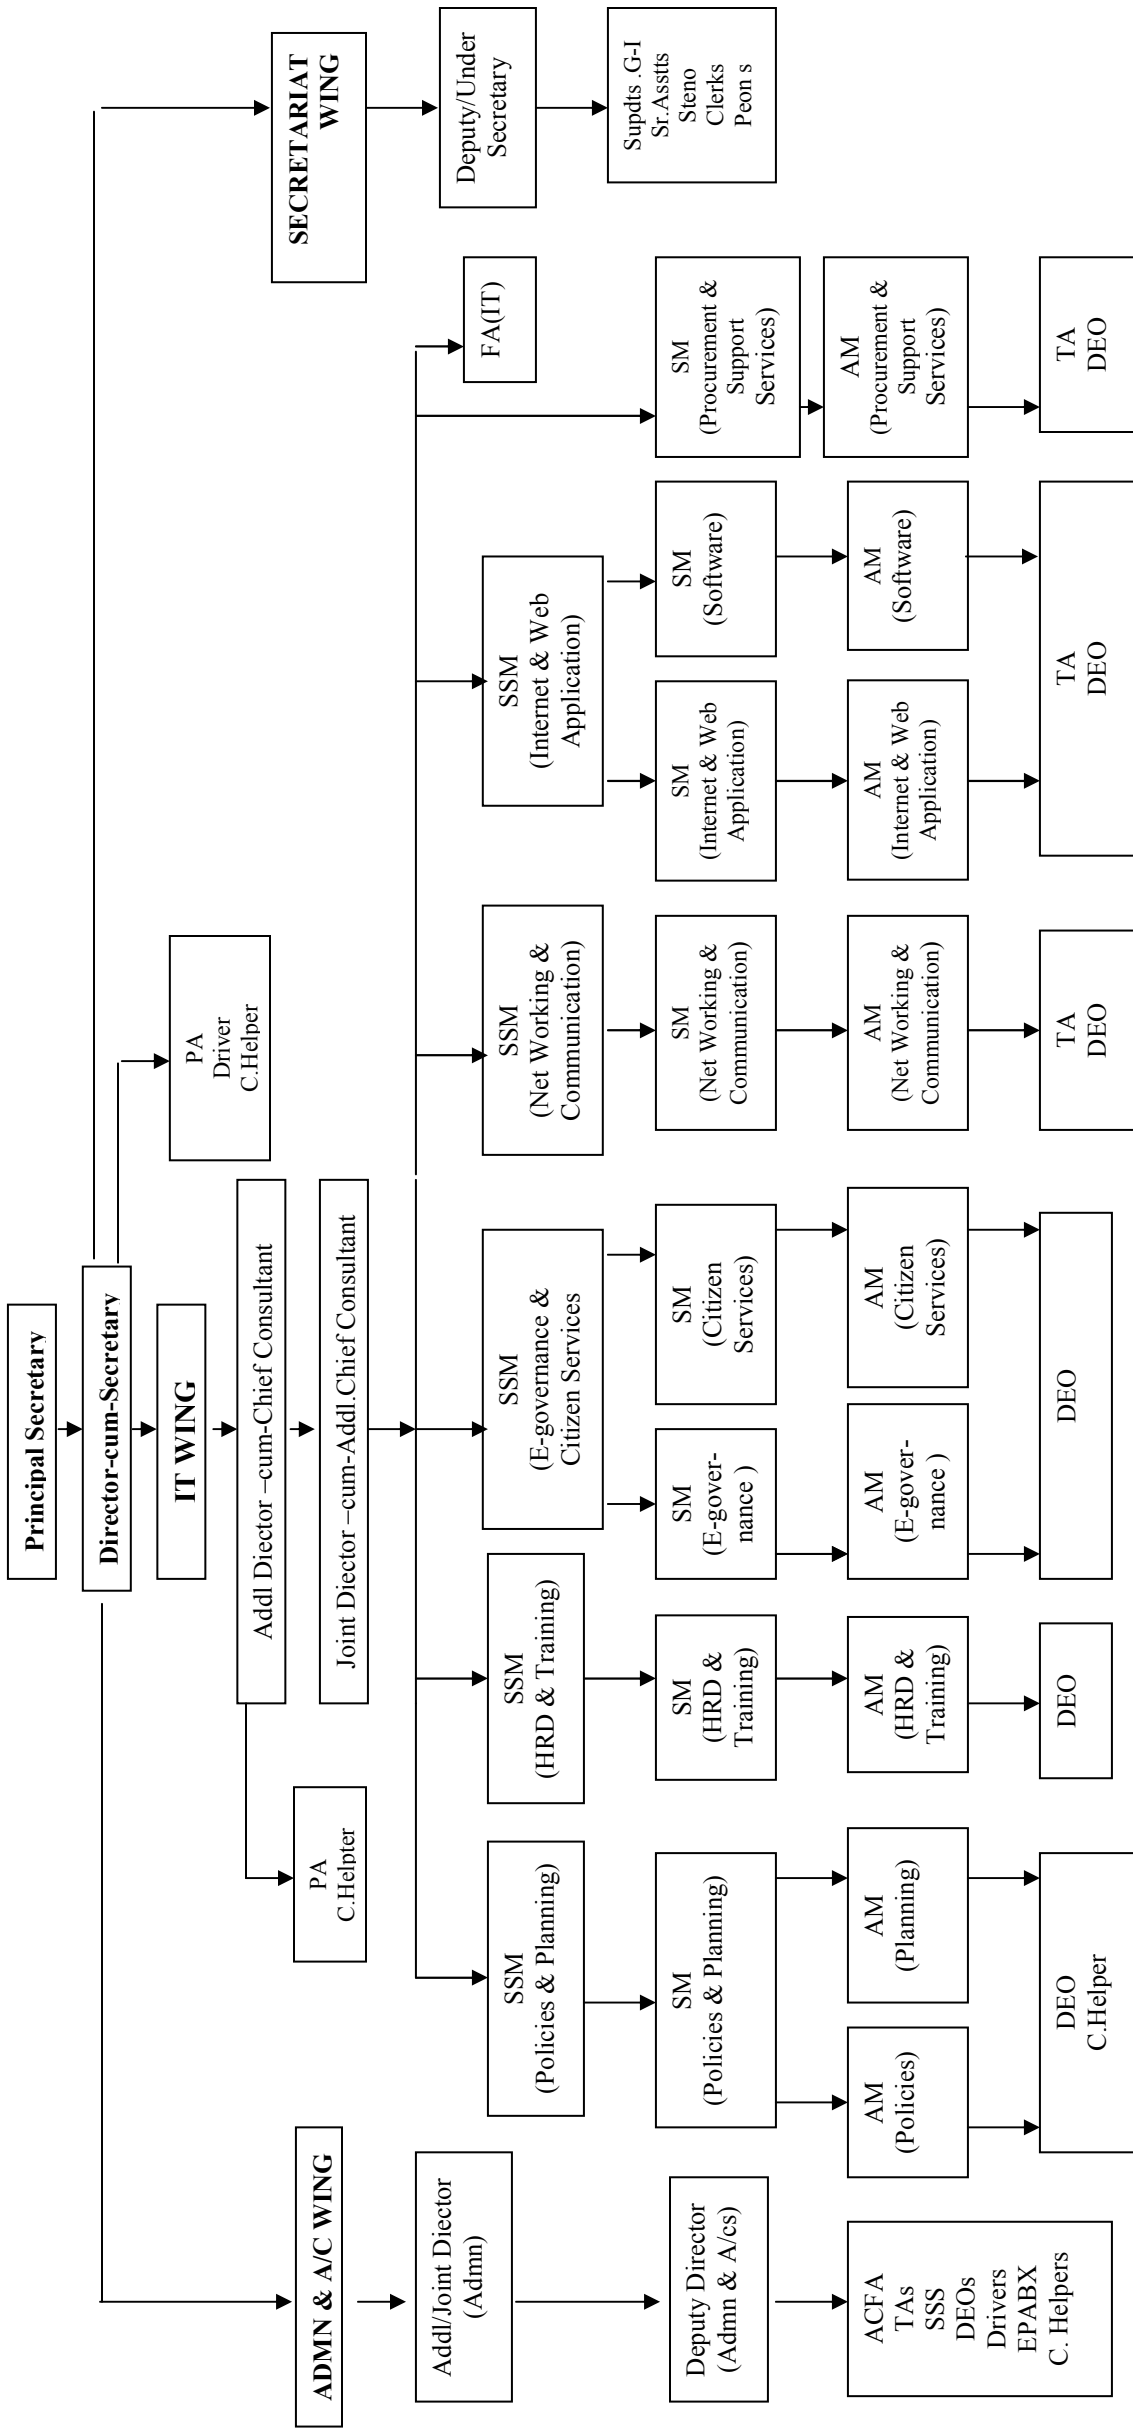 Principal Secretary
Director-cum-Secretary
IT WING
PA
Driver
C.Helper
Addl Diector –cum-Chief Consultant
PA
C.Helpter
Joint Diector –cum-Addl.Chief Consultant
ADMN & A/C WING
Addl/Joint Diector
(Admn)
Deputy Director
(Admn & A/cs)
ACFA
TAs
SSS
DEOs
Drivers
EPABX
C. Helpers
SSM
(Policies & Planning)
SM
(Policies & Planning)
AM
(Policies)
AM
(Planning)
DEO
C.Helper
SSM
(HRD & Training)
SM
(HRD &
Training)
AM
(HRD &
Training)
DEO
SSM
(E-governance &
Citizen Services
SM
(E-gover-
nance )
SM
(Citizen
Services)
AM
(E-gover-
nance )
AM
(Citizen
Services)
DEO
SSM
(Net Working &
Communication)
SM
(Net Working &
Communication)
AM
(Net Working &
Communication)
TA
DEO
SSM
(Internet & Web
Application)
SM
(Internet & Web
Application)
SM
(Software)
AM
(Internet & Web
Application)
AM
(Software)
TA
DEO
FA(IT)
SM
(Procurement &
Support
Services)
AM
(Procurement &
Support
Services)
TA
DEO
SECRETARIAT
WING
Deputy/Under
Secretary
Supdts .G-I
Sr.Asstts
Steno
Clerks
Peon s